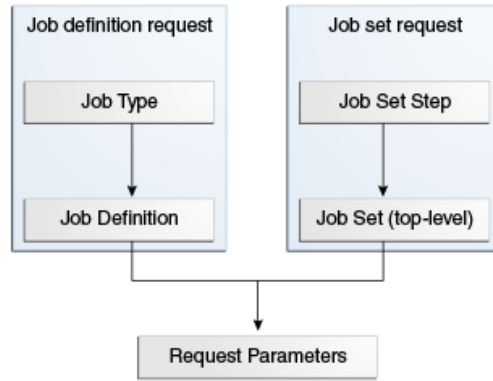 Job definition request
Job Type
Job Definition
Job set request
Job Set Step
Job Set (top-level)
Request Parameters